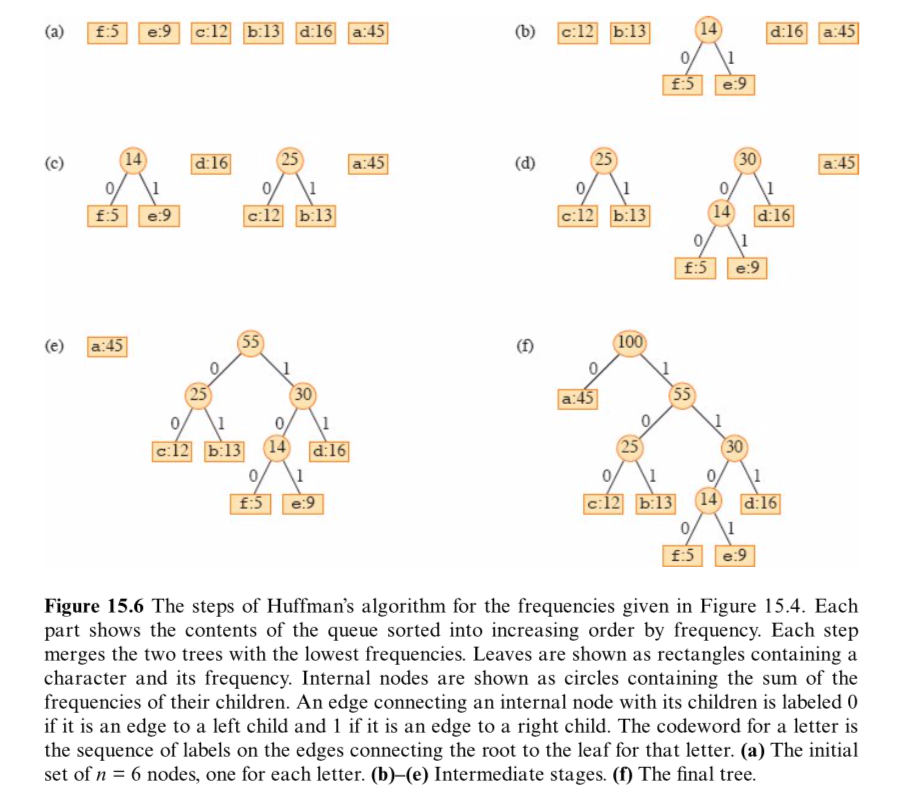 (a) f:5 e:9 c:12 b:13 d:16 a:45
(b) c:12 b:13 14 d:16 a:45
0 1
f:5 e:9
(c) 14 d:16 25 a:45
0 1 0 1
f:5 e:9 c:12 b:13
(d) 25 30 a:45
0 1 0 1
c:12 b:13 14 d:16
0 1
f:5 e:9
(e) a:45 55
0 1
25 30
0 1 0 1
c:12 b:13 14 d:16
0 1
f:5 e:9
(f) 100
0 1
a:45 55
0 1
25 30
0 1 0 1
c:12 b:13 14 d:16
0 1
f:5 e:9
Figure 15.6 The steps of Huffman’s algorithm for the frequencies given in Figure 15.4. Each
part shows the contents of the queue sorted into increasing order by frequency. Each step
merges the two trees with the lowest frequencies. Leaves are shown as rectangles containing a
character and its frequency. Internal nodes are shown as circles containing the sum of the
frequencies of their children. An edge connecting an internal node with its children is labeled 0
if it is an edge to a left child and 1 if it is an edge to a right child. The codeword for a letter is
the sequence of labels on the edges connecting the root to the leaf for that letter. (a) The initial
set of n = 6 nodes, one for each letter. (b)–(e) Intermediate stages. (f) The final tree.